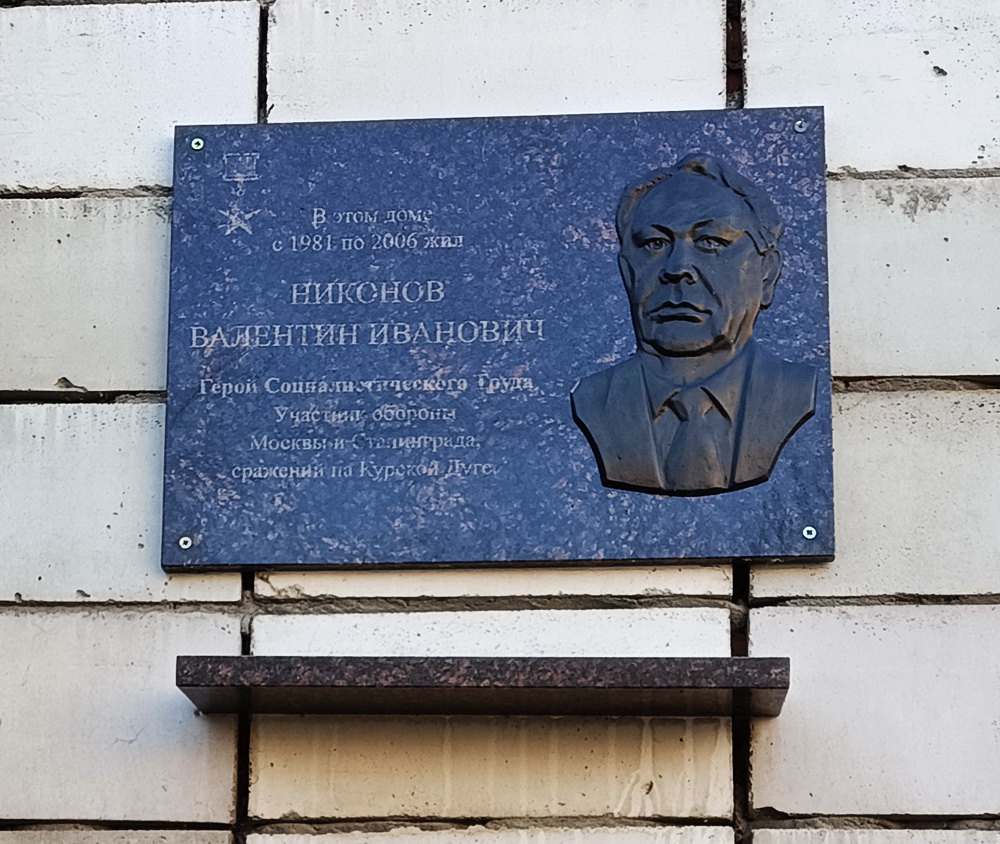 В этом доме
с 1981 по 2006 жил
НИКОНОВ
ВАЛЕНТИН ИВАНОВИЧ
Герой Социалистического Труда,
Участник обороны
Москвы и Сталинграда,
сражений на Курской Дуге.